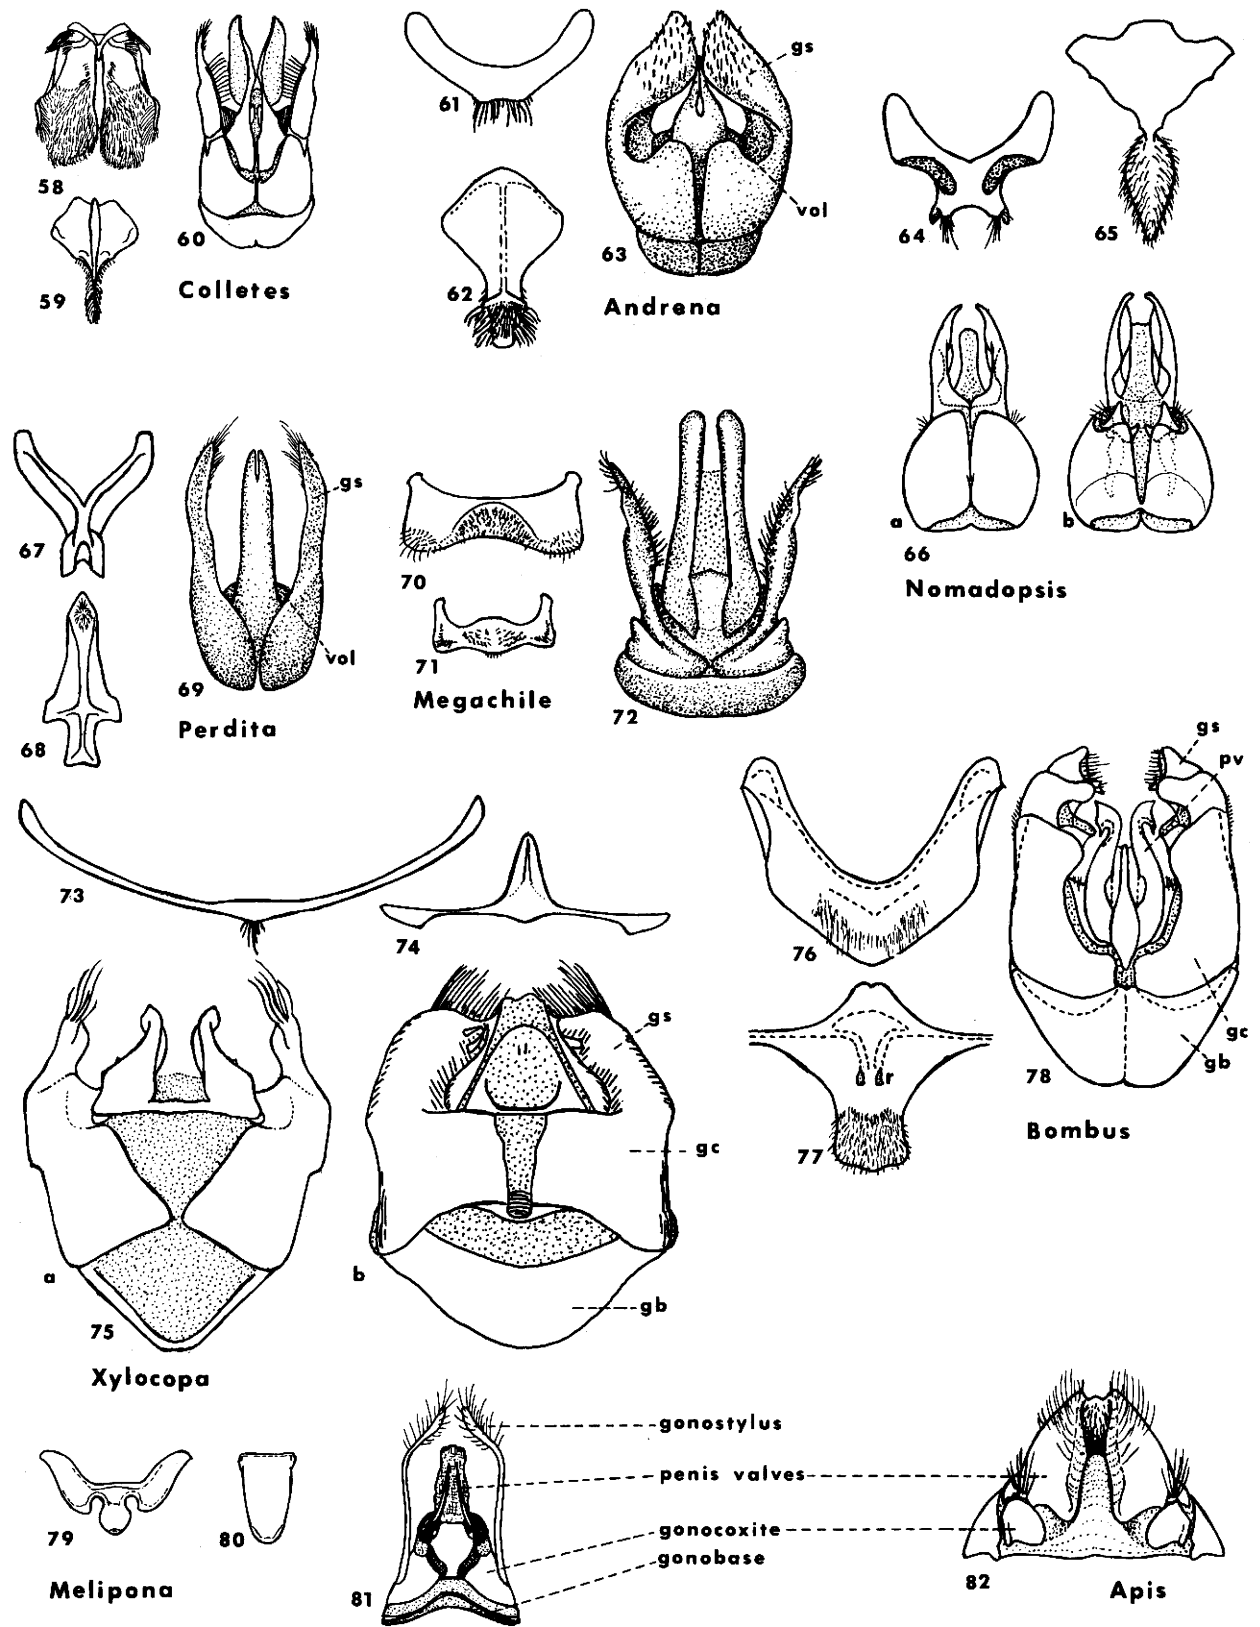 58
59
60
Colletes
61
62
63
gs
vol
Andrena
64
65
a
b
66
Nomadopsis
67
68
69
gs
vol
Perdita
70
71
Megachile
72
73
74
a
75
b
gs
gc
gb
Xylocopa
76
77
r
78
gs
pv
gc
gb
Bombus
79
80
Melipona
81
gonostylus
penis valves
gonocoxite
gonobase
82
Apis